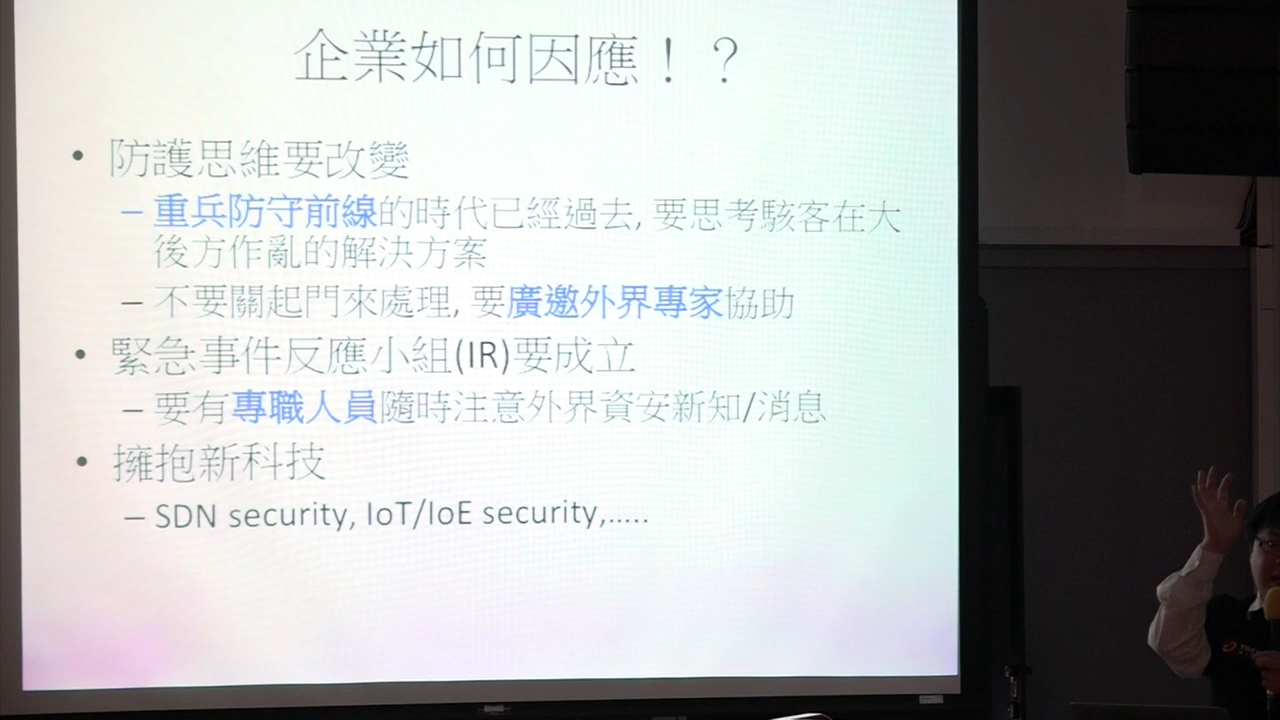 企業如何因應！？
• 防護思維要改變
– 重兵防守前線的時代已經過去, 要思考駭客在大
後方作亂的解決方案
– 不要關起門來處理, 要廣邀外界專家協助
• 緊急事件反應小組(IR)要成立
– 要有專職人員隨時注意外界資安新知/消息
• 擁抱新科技
– SDN security, IoT/IoE security,.....